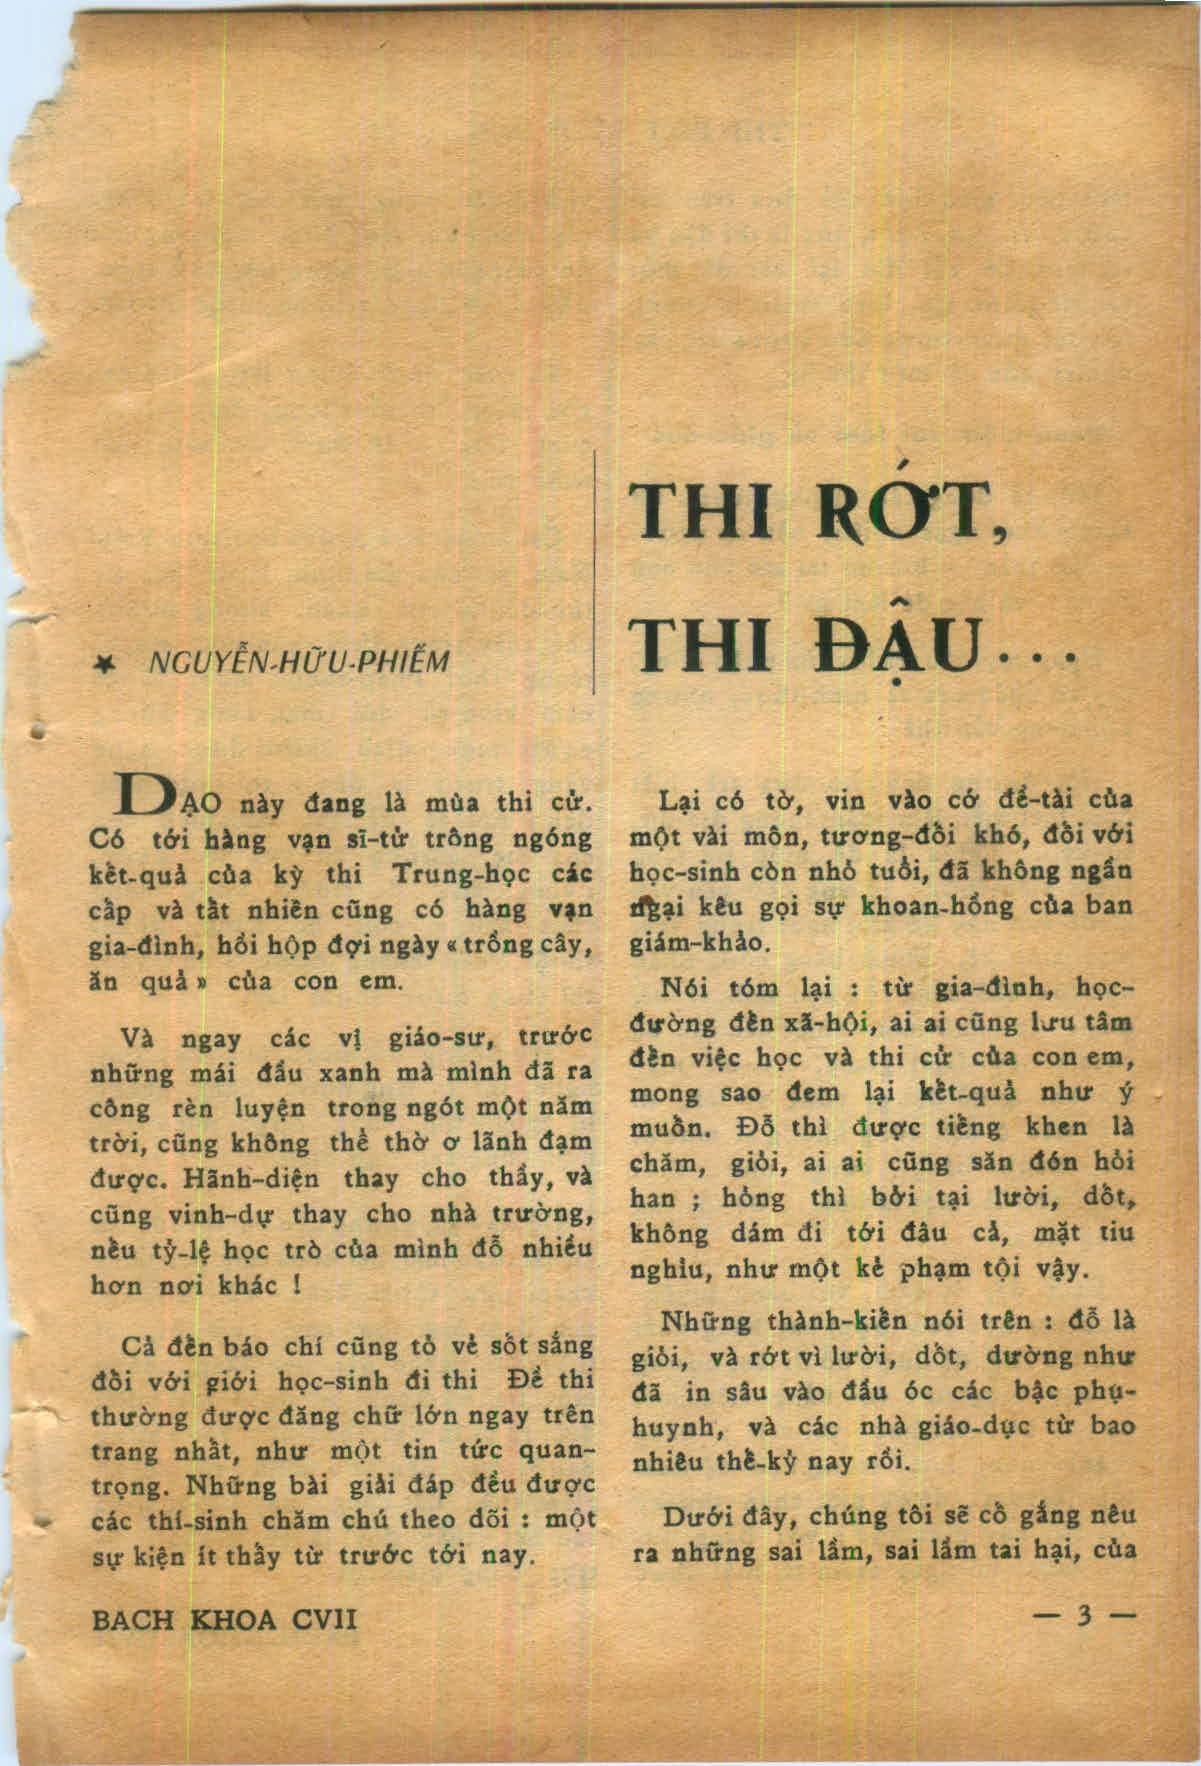 THI RỚT,
THI ĐẬU...
★ NGUYỄN-HỮU-PHIẾM
DẠO này đang là mùa thi cử.
Có tới hàng vạn sĩ-tử trông ngóng
kết-quả của kỳ thi Trung-học các
cấp và tất nhiên cũng có hàng vạn
gia-đình, hồi hộp đợi ngày « trồng cây,
ăn quả » của con em.
Và ngay các vị giáo-sư, trước
những mái đầu xanh mà mình đã ra
công rèn luyện trong ngót một năm
trời, cũng không thể thờ ơ lãnh đạm
được. Hãnh-diện thay cho thầy, và
cũng vinh-dự thay cho nhà trường,
nếu tỷ-lệ học trò của mình đỗ nhiều
hơn nơi khác !
Cả đến báo chí cũng tỏ vẻ sốt sắng
đối với giới học-sinh đi thi Đề thi
thường được đăng chữ lớn ngay trên
trang nhất, như một tin tức quan-
trọng. Những bài giải đáp đều được
các thí-sinh chăm chú theo dõi : một
sự kiện ít thấy từ trước tới nay.
Lại có tờ, vin vào cớ đề-tài của
một vài môn, tương-đối khó, đối với
học-sinh còn nhỏ tuổi, đã không ngần
ngại kêu gọi sự khoan-hồng của ban
giám-khảo.
Nói tóm lại : từ gia-đình, học-
đường đến xã-hội, ai ai cũng lưu tâm
đến việc học và thi cử của con em,
mong sao đem lại kết-quả như ý
muốn. Đỗ thì được tiếng khen là
chăm, giỏi, ai ai cũng săn đón hỏi
han ; hỏng thì bởi tại lười, dốt,
không dám đi tới đâu cả, mặt tiu
nghỉu, như một kẻ phạm tội vậy.
Những thành-kiến nói trên : đỗ là
giỏi, và rớt vì lười, dốt, dường như
đã in sâu vào đầu óc các bậc phụ-
huynh, và các nhà giáo-dục từ bao
nhiêu thế-kỷ nay rồi.
Dưới đây, chúng tôi sẽ cố gắng nêu
ra những sai lầm, sai lầm tai hại, của
BACH KHOA CVII
— 3 —